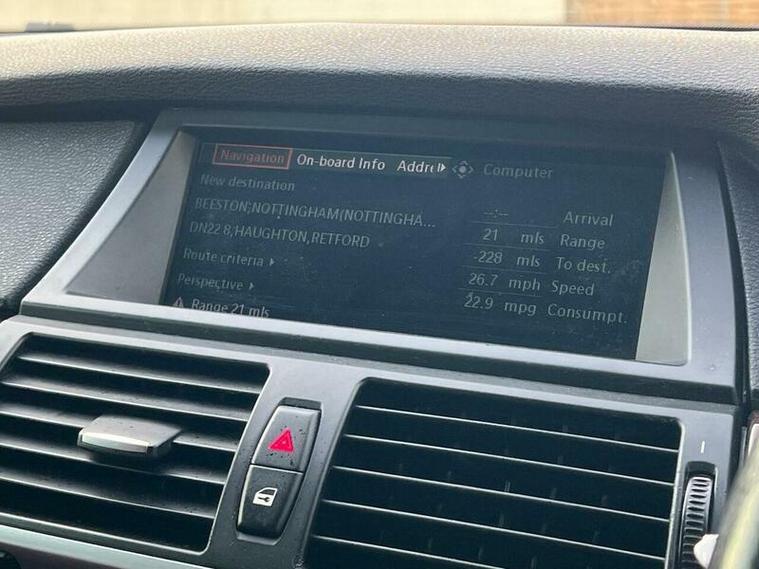 Navigation On-board Info Addre
Computer
New destination
BEESTON;NOTTINGHAM(NOTTINGHA...
DN22 8,HAUGHTON,RETFORD
Route criteria
Perspective
Range 21 mls
--:-- Arrival
21 mls Range
-228 mls To dest.
26.7 mph Speed
22.9 mpg Consumpt.